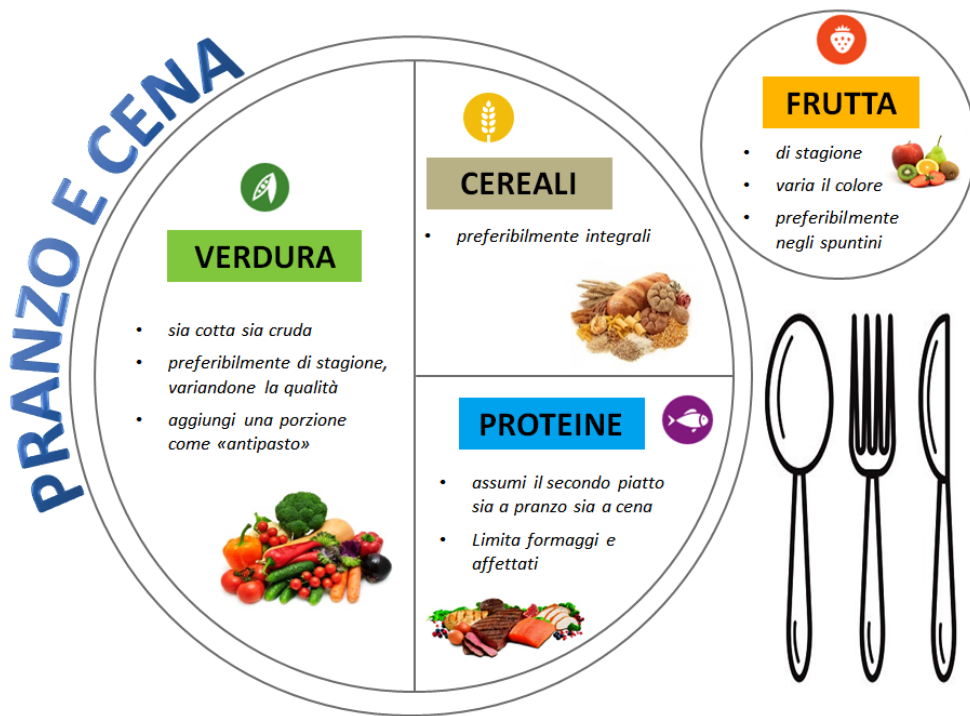 PRANZO E CENA
VERDURA
• sia cotta sia cruda
• preferibilmente di stagione,
variandone la qualità
• aggiungi una porzione
come «antipasto»
CEREALI
• preferibilmente integrali
PROTEINE
• assumi il secondo piatto
sia a pranzo sia a cena
• Limita formaggi e
affettati
FRUTTA
• di stagione
• varia il colore
• preferibilmente
negli spuntini